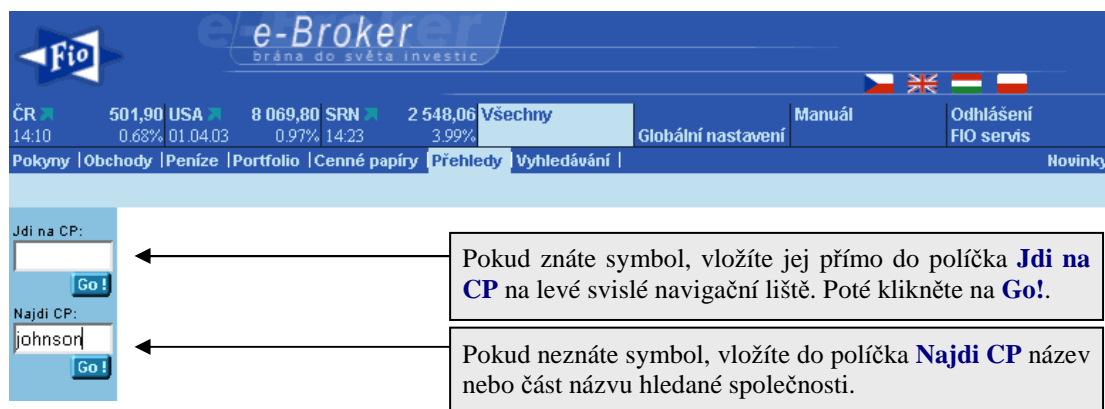 Fio
e-Broker
brána do světa investic
ČR 501,90 USA 8 069,80 SRN 2 548,06 Všechny Manuál Odhlášení
14:10 0.68% 01.04.03 0.97% 14:23 3.99% Globální nastavení FIO servis
Pokyny | Obchody | Peníze | Portfolio | Cenné papíry | Přehledy | Vyhledávání | Novinky
Jdi na CP:
Go!
Pokud znáte symbol, vložíte jej přímo do políčka Jdi na
CP na levé svislé navigační liště. Poté klikněte na Go!.
Najdi CP:
johnson
Go!
Pokud neznáte symbol, vložíte do políčka Najdi CP název
nebo část názvu hledané společnosti.